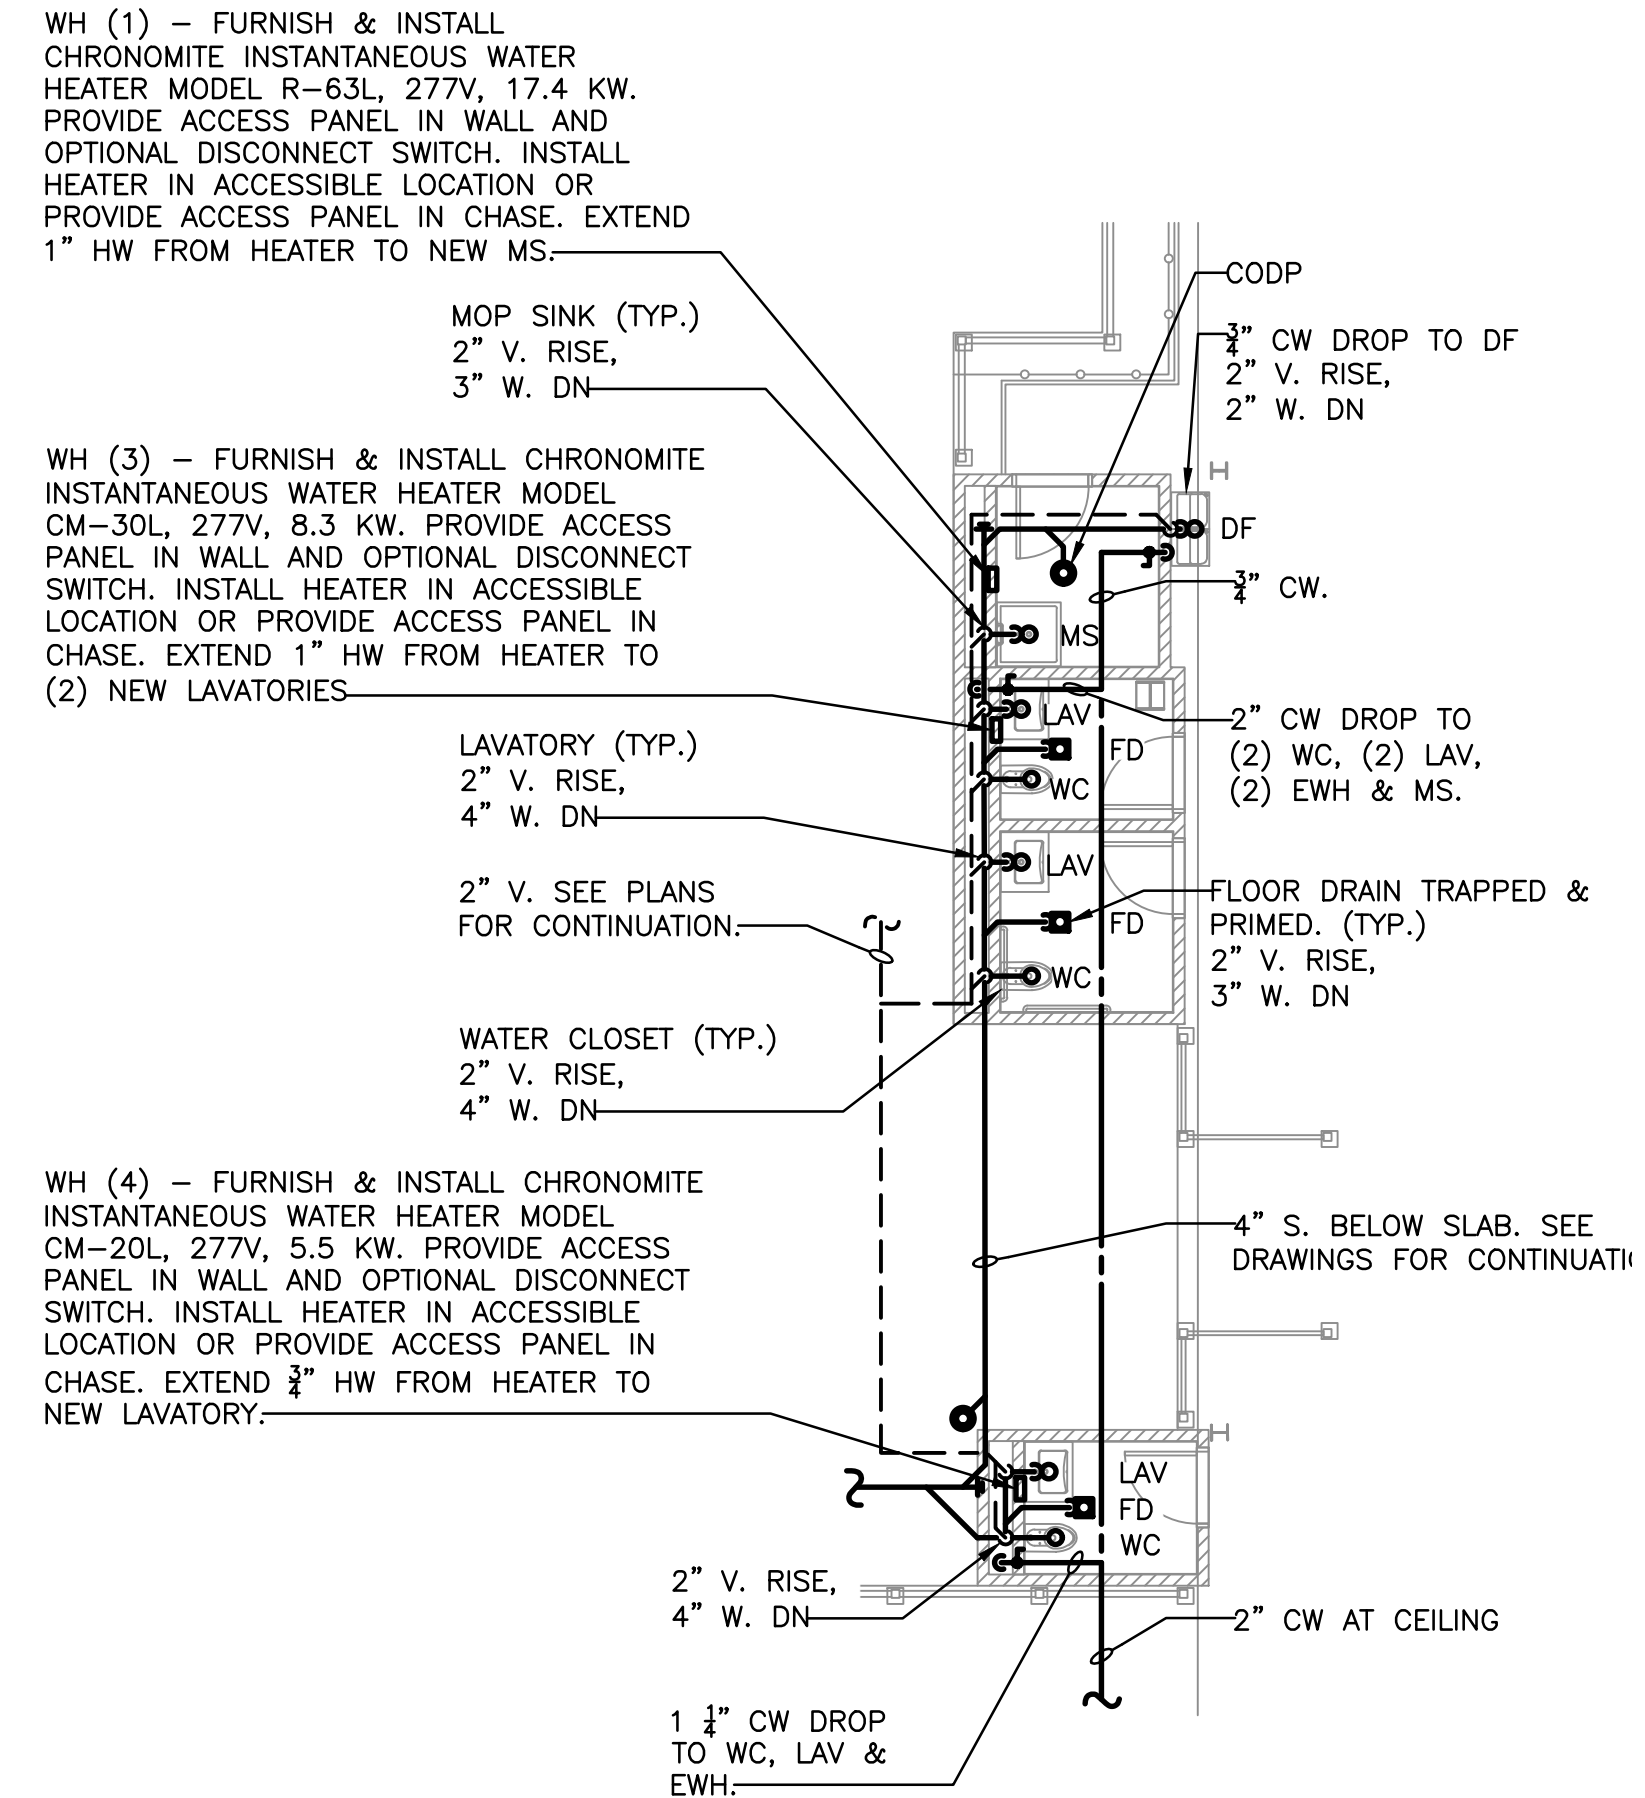 WH (1) – FURNISH & INSTALL
CHRONOMITE INSTANTANEOUS WATER
HEATER MODEL R–63L, 277V, 17.4 KW.
PROVIDE ACCESS PANEL IN WALL AND
OPTIONAL DISCONNECT SWITCH. INSTALL
HEATER IN ACCESSIBLE LOCATION OR
PROVIDE ACCESS PANEL IN CHASE. EXTEND
1" HW FROM HEATER TO NEW MS.
MOP SINK (TYP.)
2" V. RISE,
3" W. DN
WH (3) – FURNISH & INSTALL CHRONOMITE
INSTANTANEOUS WATER HEATER MODEL
CM–30L, 277V, 8.3 KW. PROVIDE ACCESS
PANEL IN WALL AND OPTIONAL DISCONNECT
SWITCH. INSTALL HEATER IN ACCESSIBLE
LOCATION OR PROVIDE ACCESS PANEL IN
CHASE. EXTEND 1" HW FROM HEATER TO
(2) NEW LAVATORIES
LAVATORY (TYP.)
2" V. RISE,
4" W. DN
2" V. SEE PLANS
FOR CONTINUATION.
WATER CLOSET (TYP.)
2" V. RISE,
4" W. DN
WH (4) – FURNISH & INSTALL CHRONOMITE
INSTANTANEOUS WATER HEATER MODEL
CM–20L, 277V, 5.5 KW. PROVIDE ACCESS
PANEL IN WALL AND OPTIONAL DISCONNECT
SWITCH. INSTALL HEATER IN ACCESSIBLE
LOCATION OR PROVIDE ACCESS PANEL IN
CHASE. EXTEND 3/4" HW FROM HEATER TO
NEW LAVATORY.
2" V. RISE,
4" W. DN
1 1/4" CW DROP
TO WC, LAV &
EWH.
CODP
3/4" CW DROP TO DF
2" V. RISE,
2" W. DN
DF
3/4" CW.
MS
LAV
FD
WC
2" CW DROP TO
(2) WC, (2) LAV,
(2) EWH & MS.
LAV
FD
WC
FLOOR DRAIN TRAPPED &
PRIMED. (TYP.)
2" V. RISE,
3" W. DN
4" S. BELOW SLAB. SEE
DRAWINGS FOR
LAV
FD
WC
2" CW AT CEILING